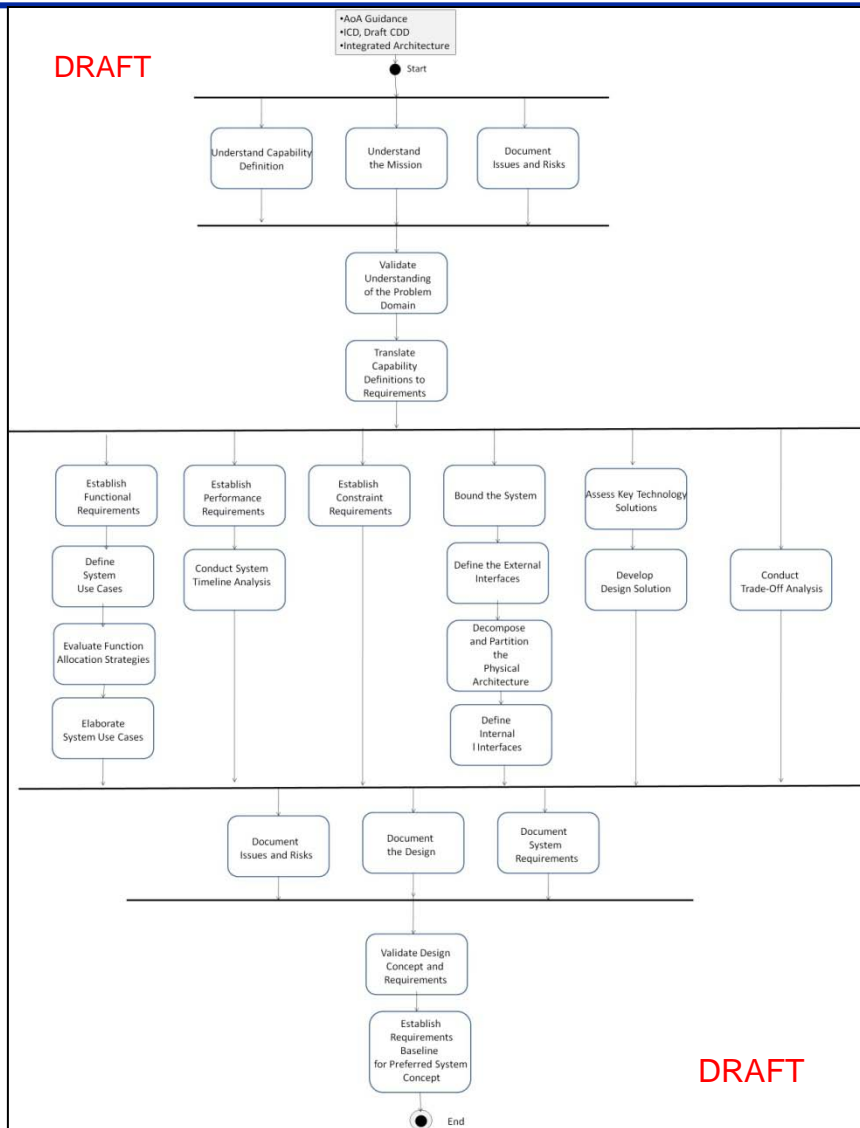 •AoA Guidance
•ICD, Draft CDD
•Integrated Architecture
DRAFT
Start
Understand Capability
Definition
Understand
the Mission
Document
Issues and Risks
Validate
Understanding
of the Problem
Domain
Translate
Capability
Definitions to
Requirements
Establish
Functional
Requirements
Establish
Performance
Requirements
Establish
Constraint
Requirements
Bound the System
Assess Key Technology
Solutions
Define
System
Use Cases
Conduct System
Timeline Analysis
Define the External
Interfaces
Develop
Design Solution
Conduct
Trade-Off Analysis
Evaluate Function
Allocation Strategies
Decompose
and Partition
the
Physical
Architecture
Elaborate
System Use Cases
Define
Internal
l Interfaces
Document
Issues and Risks
Document
the Design
Document
System
Requirements
Validate Design
Concept and
Requirements
Establish
Requirements
Baseline
for Preferred System
Concept
DRAFT
End